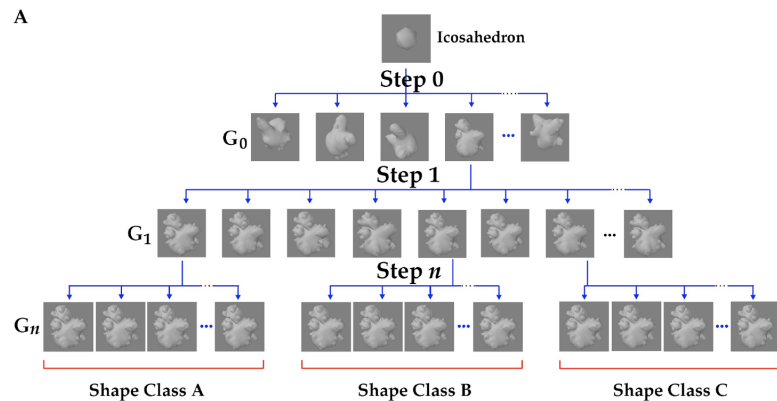 A
Icosahedron
Step 0
G0
...
Step 1
G1
...
Step n
Gn
...
...
...
Shape Class A
Shape Class B
Shape Class C